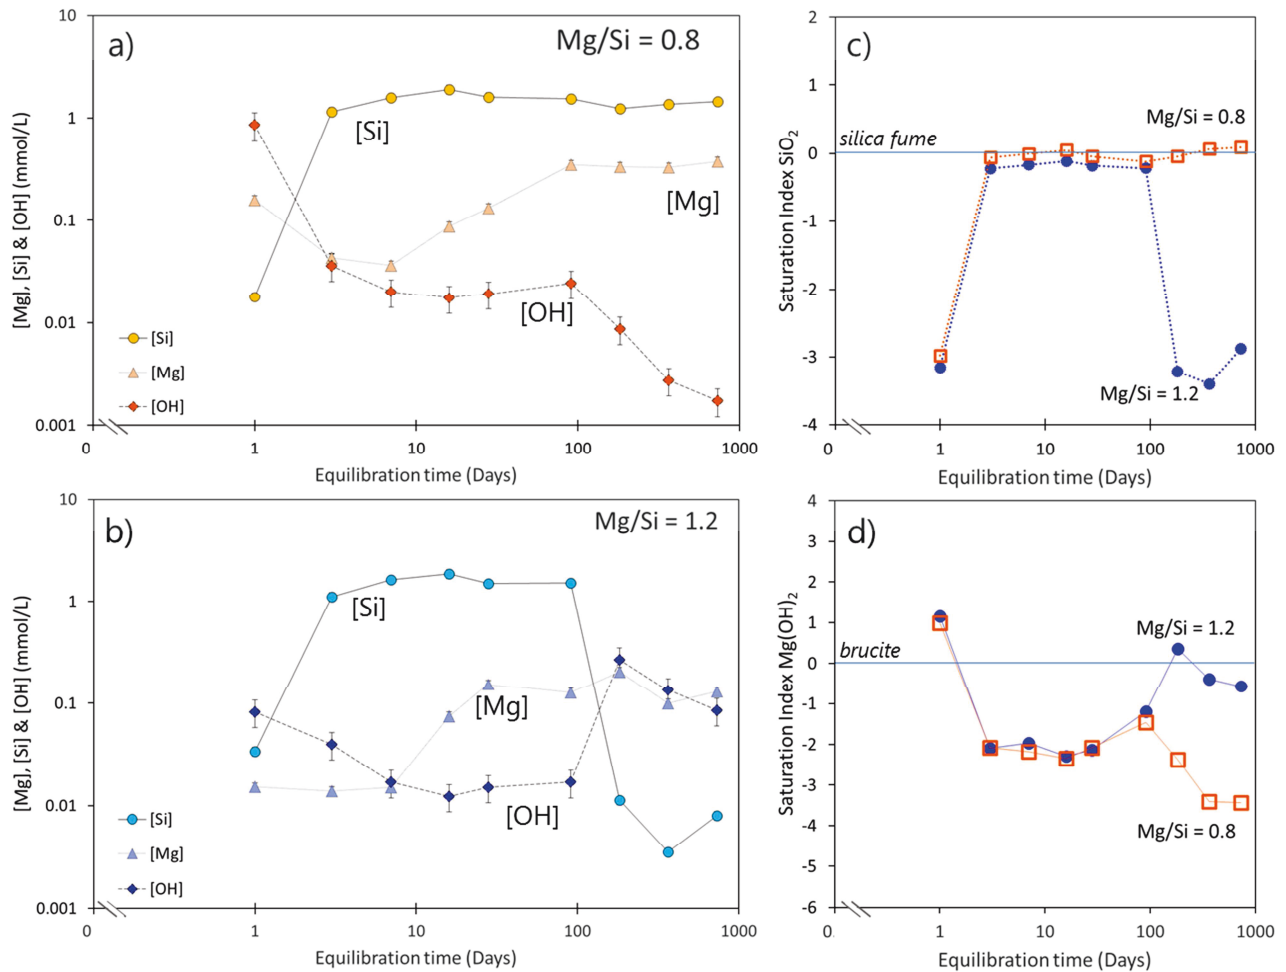 a)
Mg/Si = 0.8
10
1
0.1
0.01
0.001
[Mg], [Si] & [OH] (mmol/L)
[Si]
[Mg]
[OH]
[Si]
[Mg]
[OH]
0 1 10 100 1000
Equilibration time (Days)
c)
2
1
0
-1
-2
-3
-4
Saturation Index SiO2
silica fume
Mg/Si = 0.8
Mg/Si = 1.2
0 1 10 100 1000
Equilibration time (Days)
b)
Mg/Si = 1.2
10
1
0.1
0.01
0.001
[Mg], [Si] & [OH] (mmol/L)
[Si]
[Mg]
[OH]
[Si]
[Mg]
[OH]
0 1 10 100 1000
Equilibration time (Days)
d)
4
3
2
1
0
-1
-2
-3
-4
-5
-6
Saturation Index Mg(OH)2
brucite
Mg/Si = 1.2
Mg/Si = 0.8
0 1 10 100 1000
Equilibration time (Days)